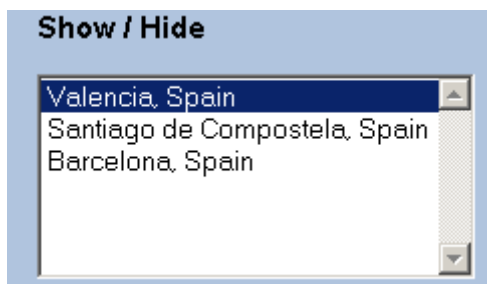 Show / Hide
Valencia, Spain
Santiago de Compostela, Spain
Barcelona, Spain